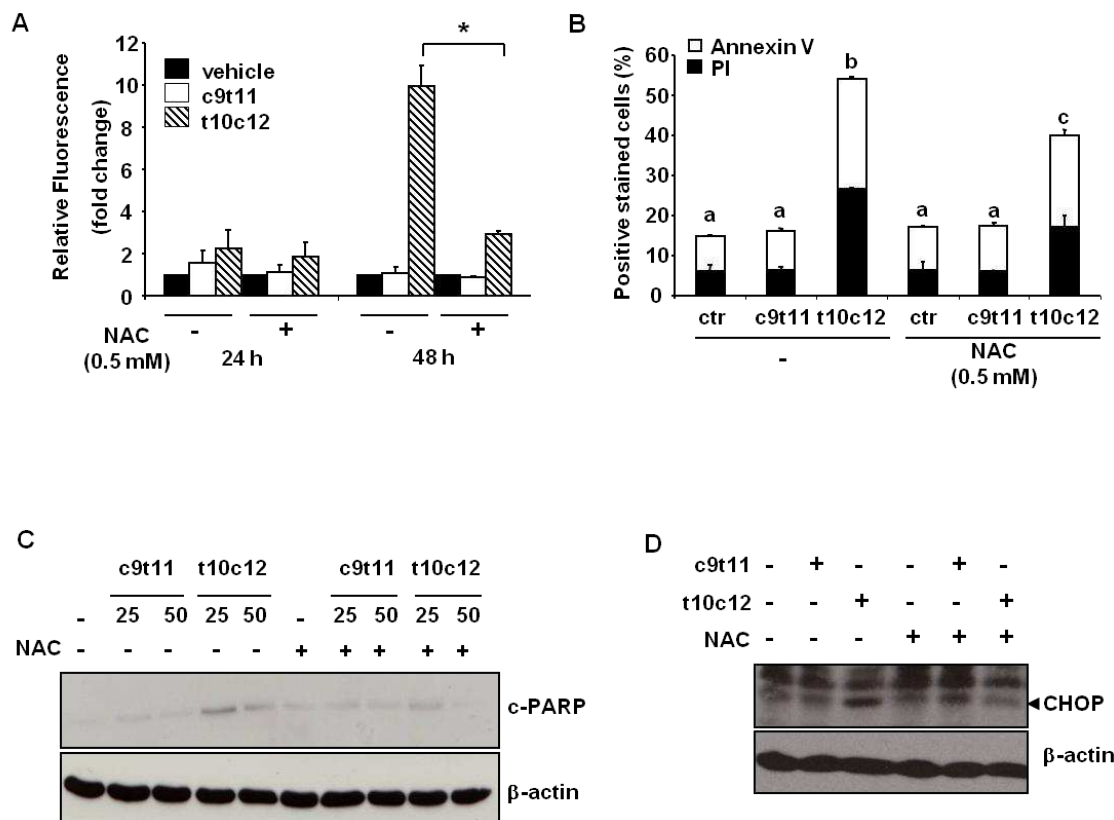 A
Relative Fluorescence
(fold change)
12
10
8
6
4
2
0
vehicle
c9t11
t10c12
*
- + - +
NAC
(0.5 mM)
24 h 48 h
B
Positive stained cells (%)
60
50
40
30
20
10
0
Annexin V
PI
a a b a a c
ctr c9t11 t10c12 ctr c9t11 t10c12
- NAC
(0.5 mM)
C
c9t11 t10c12 c9t11 t10c12
- 25 50 25 50 - 25 50 25 50
NAC - - - - - + + + + +
c-PARP
β-actin
D
c9t11 - + - - + -
t10c12 - - + - - +
NAC - - - + + +
CHOP
β-actin